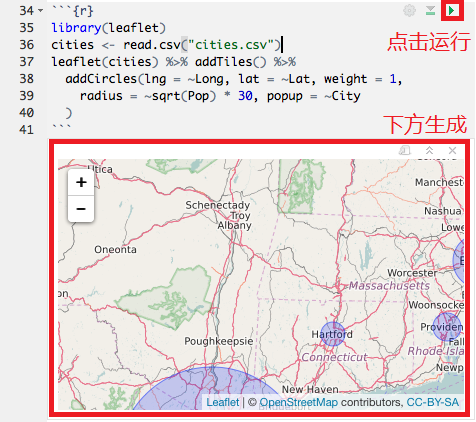 34 ```{r}
35 library(leaflet)
36 cities <- read.csv("cities.csv")
37 leaflet(cities) %>% addTiles() %>%
38 addCircles(lng = ~Long, lat = ~Lat, weight = 1,
39 radius = ~sqrt(Pop) * 30, popup = ~City
40 )
41 ```
点击运行
下方生成
+
−
Utica
Manchest
Schenectady
Troy
Albany
Nashua
Lowe
Oneonta
Worcester
Massachusetts
Woonsocke
Hartford
Providen
Poughkeepsie
Connecticut
Fall
Rhode Isla
Newp
New Haven
Leaflet | © OpenStreetMap contributors, CC-BY-SA